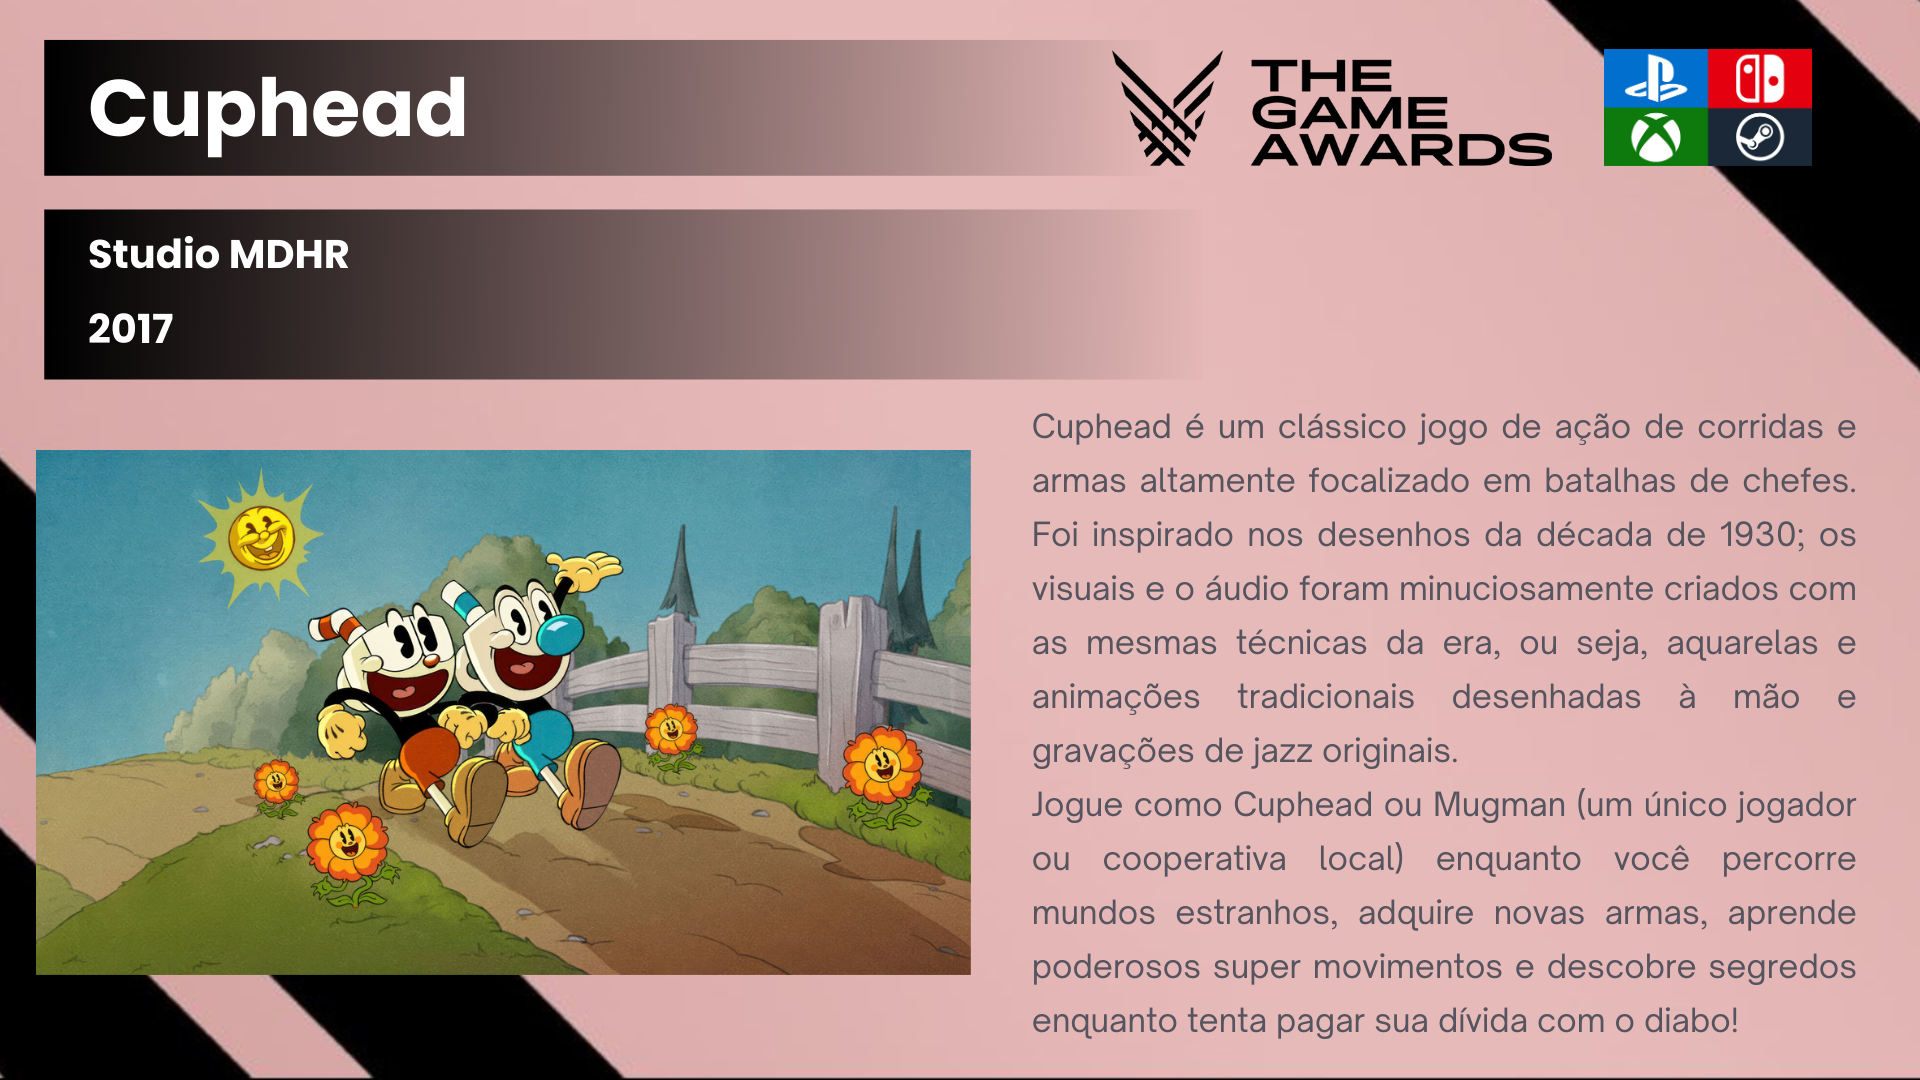 Cuphead
THE
GAME
AWARDS
Studio MDHR
2017
Cuphead é um clássico jogo de ação de corridas e
armas altamente focalizado em batalhas de chefes.
Foi inspirado nos desenhos da década de 1930; os
visuais e o áudio foram minuciosamente criados com
as mesmas técnicas da era, ou seja, aquarelas e
animações tradicionais desenhadas à mão e
gravações de jazz originais.
Jogue como Cuphead ou Mugman (um único jogador
ou cooperativa local) enquanto você percorre
mundos estranhos, adquire novas armas, aprende
poderosos super movimentos e descobre segredos
enquanto tenta pagar sua dívida com o diabo!